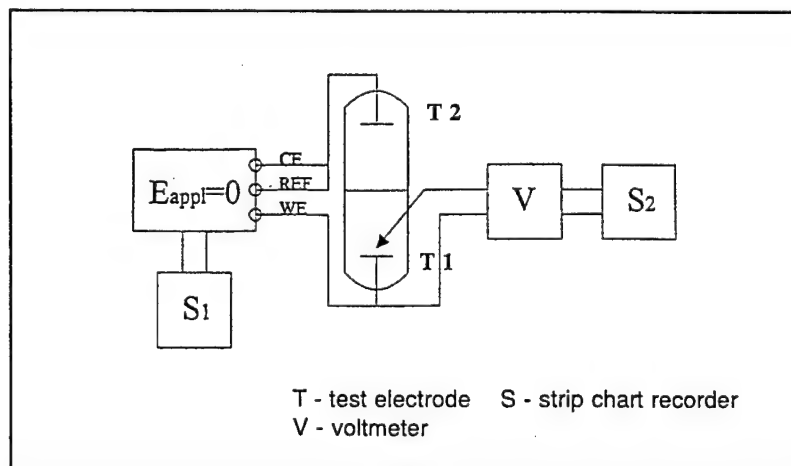 T 2
CE
REF
WE
Eappl=0
V
S2
T 1
S1
T - test electrode S - strip chart recorder
V - voltmeter